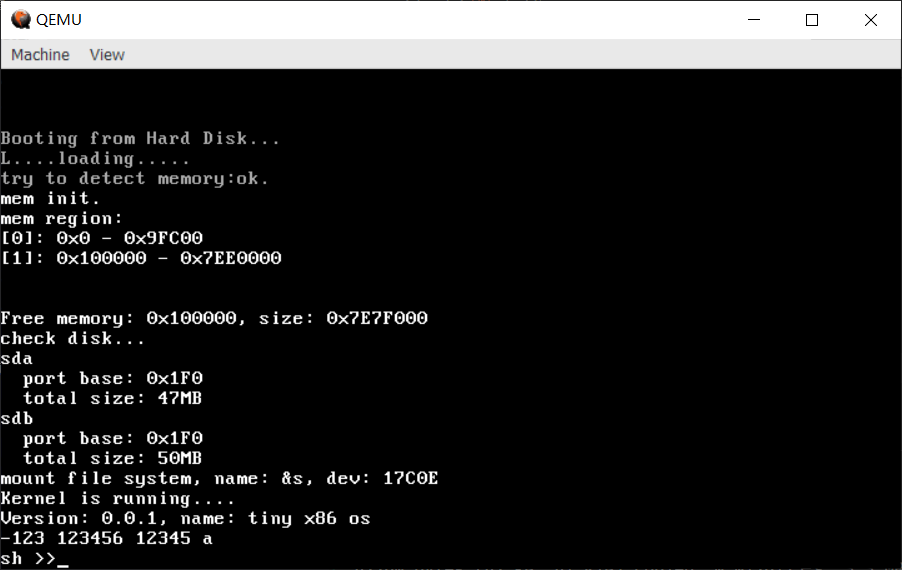 QEMU
Machine View
Booting from Hard Disk...
L....loading.....
try to detect memory:ok.
mem init.
mem region:
[0]: 0x0 - 0x9FC00
[1]: 0x100000 - 0x7EE0000
Free memory: 0x100000, size: 0x7E7F000
check disk...
sda
  port base: 0x1F0
  total size: 47MB
sdb
  port base: 0x1F0
  total size: 50MB
mount file system, name: &s, dev: 17C0E
Kernel is running....
Version: 0.0.1, name: tiny x86 os
-123 123456 12345 a
sh >>_